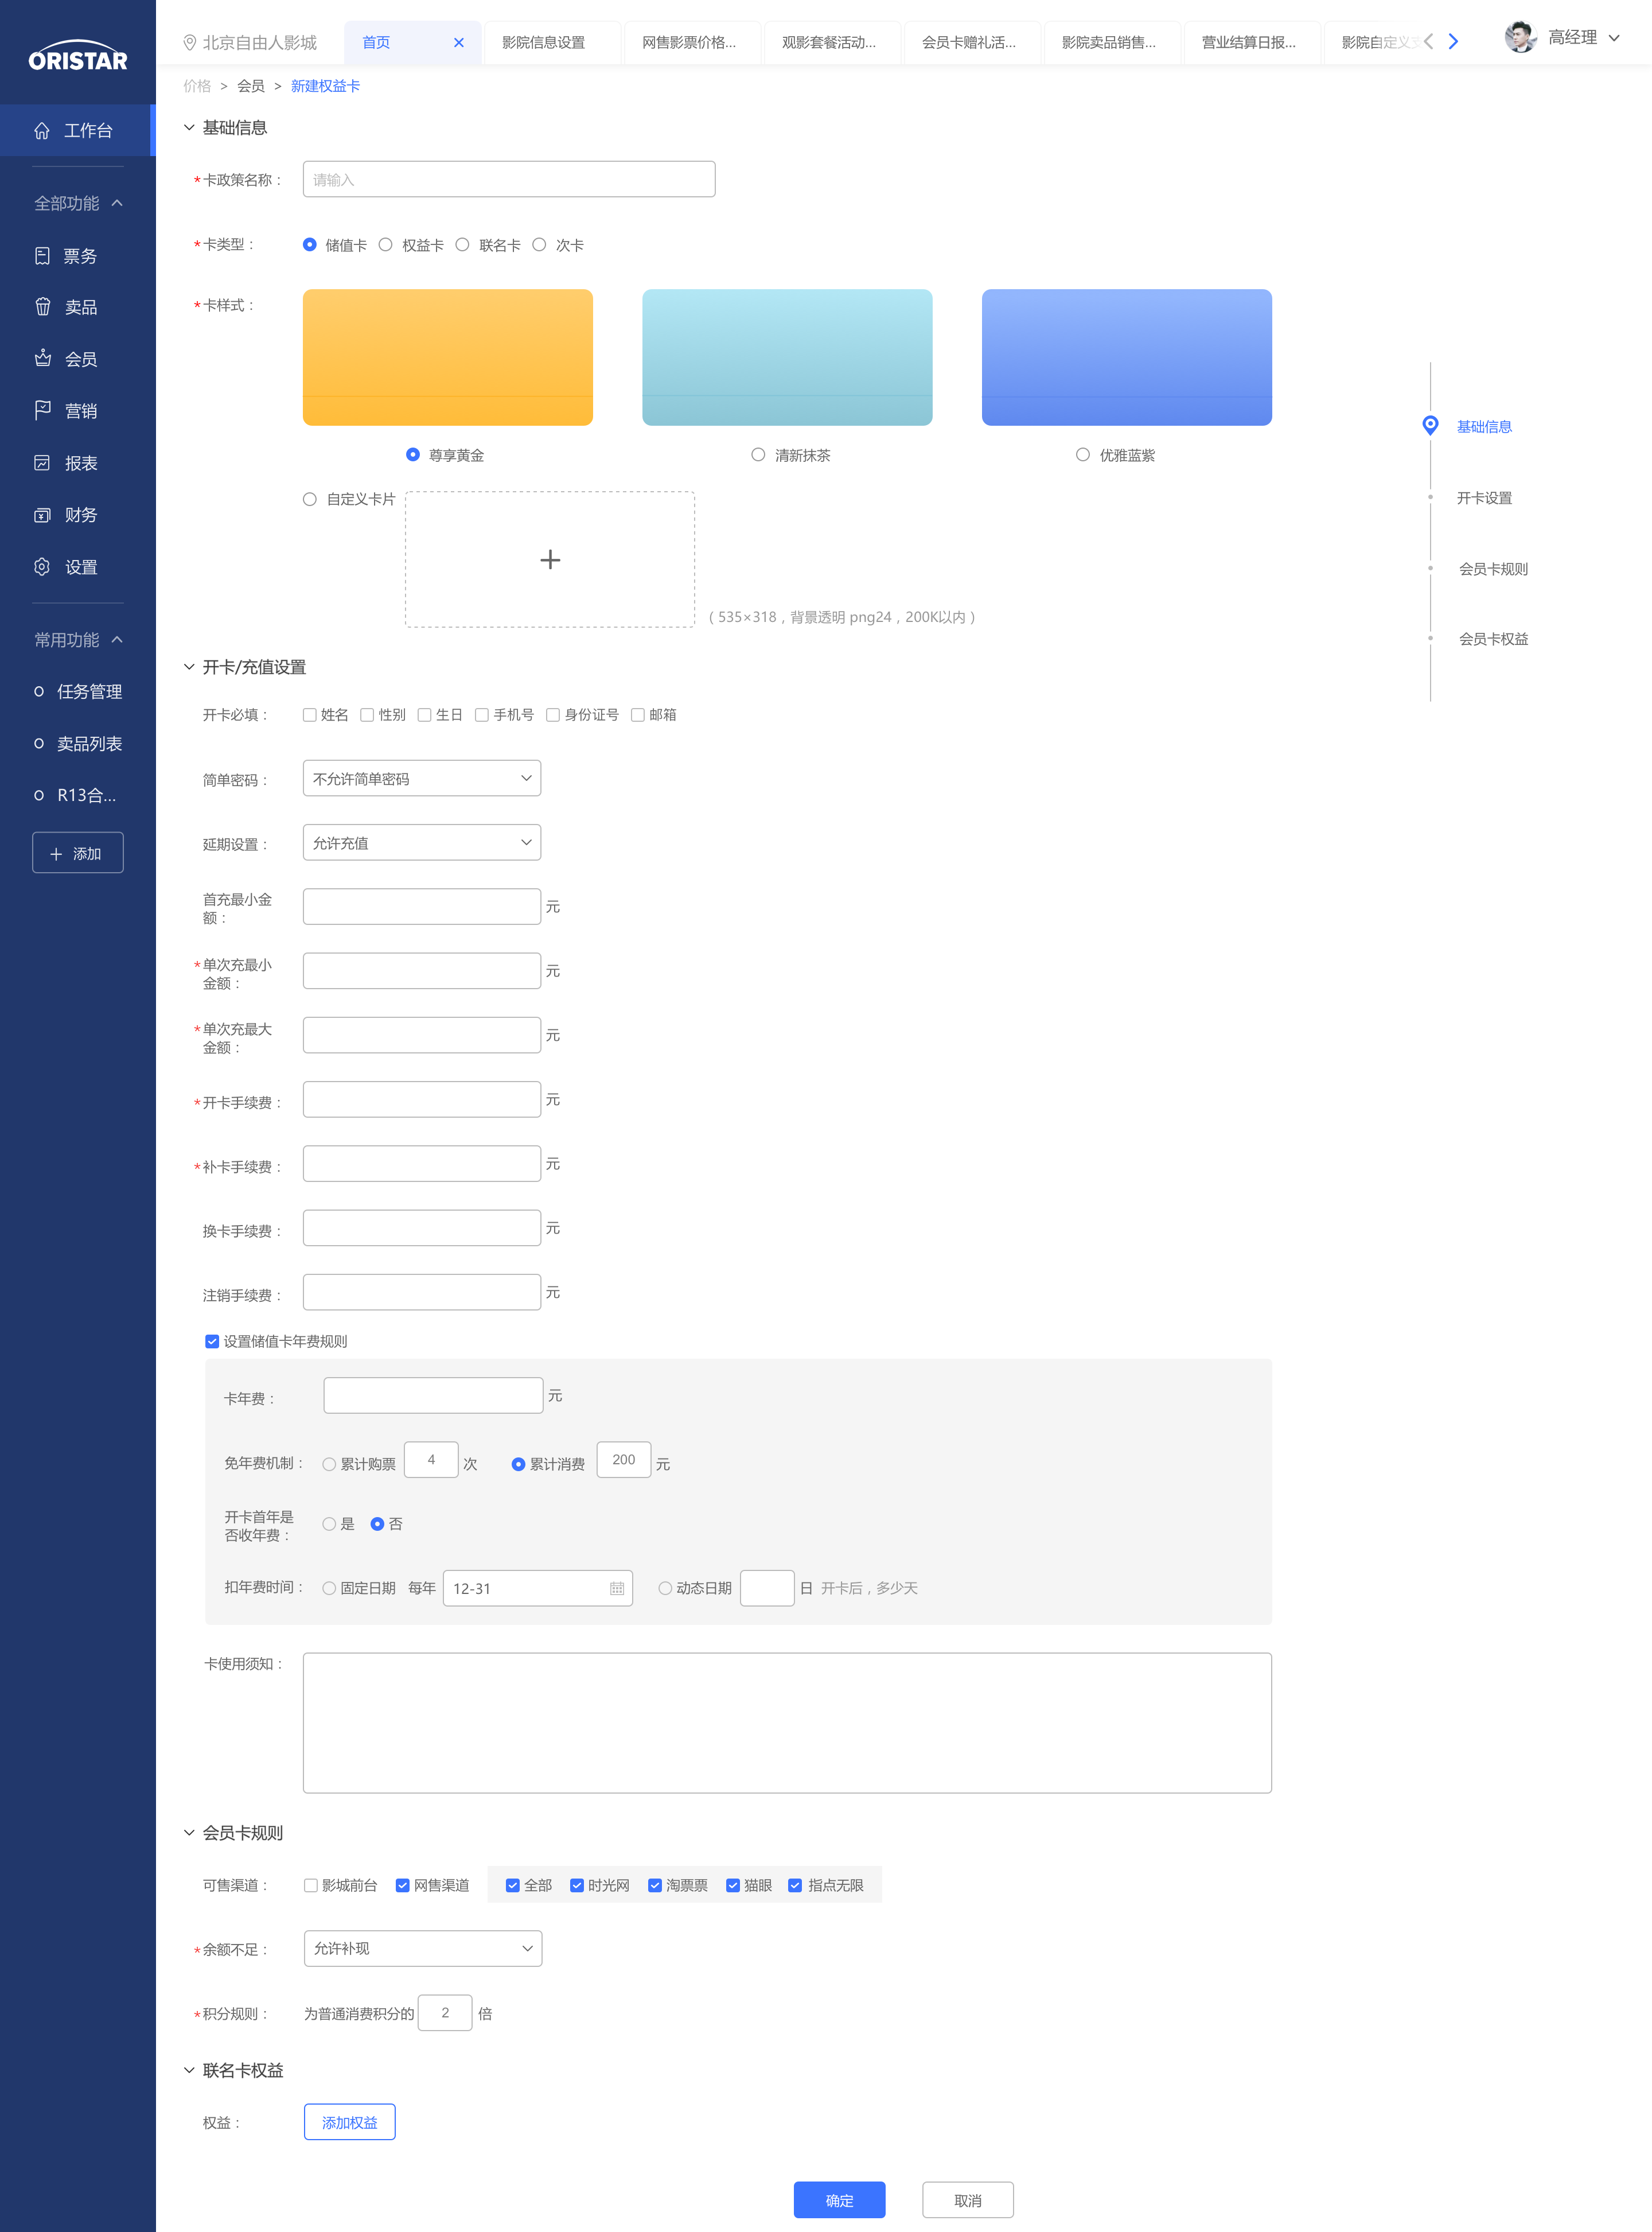 ORISTAR
工作台
全部功能
票务
卖品
会员
营销
报表
财务
设置
常用功能
任务管理
卖品列表
R13合...
添加
北京自由人影城
首页
影院信息设置
网售影票价格...
观影套餐活动...
会员卡赠礼活...
影院卖品销售...
营业结算日报...
影院自定义
高经理
价格 > 会员 > 新建权益卡
基础信息
*卡政策名称： 请输入
*卡类型： 储值卡 权益卡 联名卡 次卡
*卡样式：
尊享黄金 清新抹茶 优雅蓝紫
自定义卡片
（535×318，背景透明 png24，200K以内）
基础信息
开卡设置
会员卡规则
会员卡权益
开卡/充值设置
开卡必填： 姓名 性别 生日 手机号 身份证号 邮箱
简单密码： 不允许简单密码
延期设置： 允许充值
首充最小金
额： 元
*单次充最小
金额： 元
*单次充最大
金额： 元
*开卡手续费： 元
*补卡手续费： 元
换卡手续费： 元
注销手续费： 元
设置储值卡年费规则
卡年费： 元
免年费机制： 累计购票 4 次 累计消费 200 元
开卡首年是
否收年费： 是 否
扣年费时间： 固定日期 每年 12-31 动态日期 日 开卡后，多少天
卡使用须知：
会员卡规则
可售渠道： 影城前台 网售渠道 全部 时光网 淘票票 猫眼 指点无限
*余额不足： 允许补现
*积分规则： 为普通消费积分的 2 倍
联名卡权益
权益： 添加权益
确定 取消